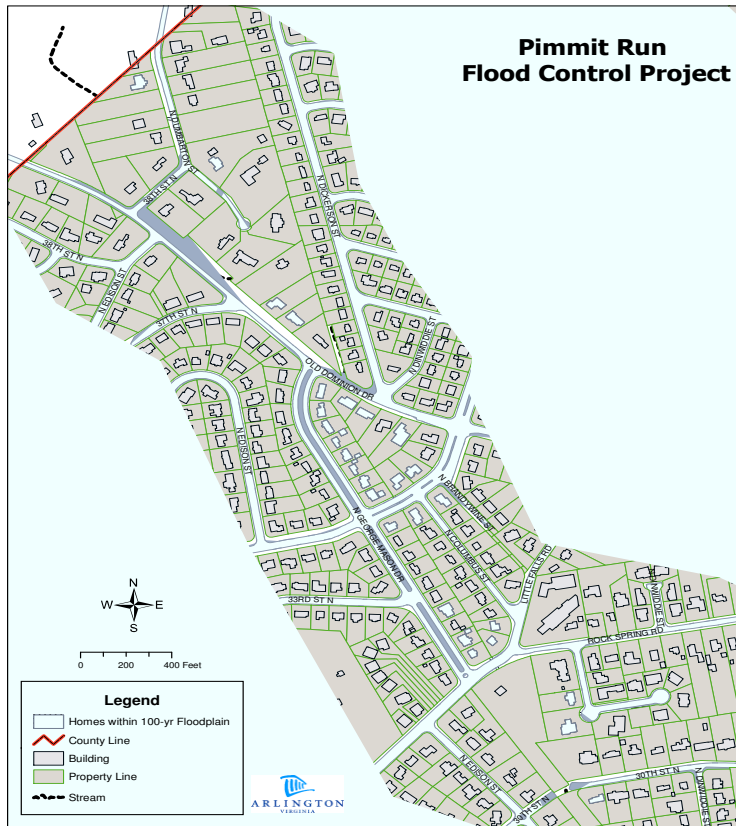 Pimmit Run
Flood Control Project
N DUMBARTON ST
38TH ST N
N DICKERSON ST
38TH ST N
N EDISON ST
37TH ST N
N DINWIDDIE ST
OLD DOMINION DR
N EDISON ST
N BRANDYWINE ST
N GEORGE MASON DR
N COLUMBUS ST
LITTLE FALLS RD
33RD ST N
ROCK SPRING RD
N EDISON ST
30TH ST N
30TH ST N
N DINWIDDIE
N
W E
S
0 200 400 Feet
Legend
Homes within 100-yr Floodplain
County Line
Building
Property Line
Stream
ARLINGTON
VIRGINIA